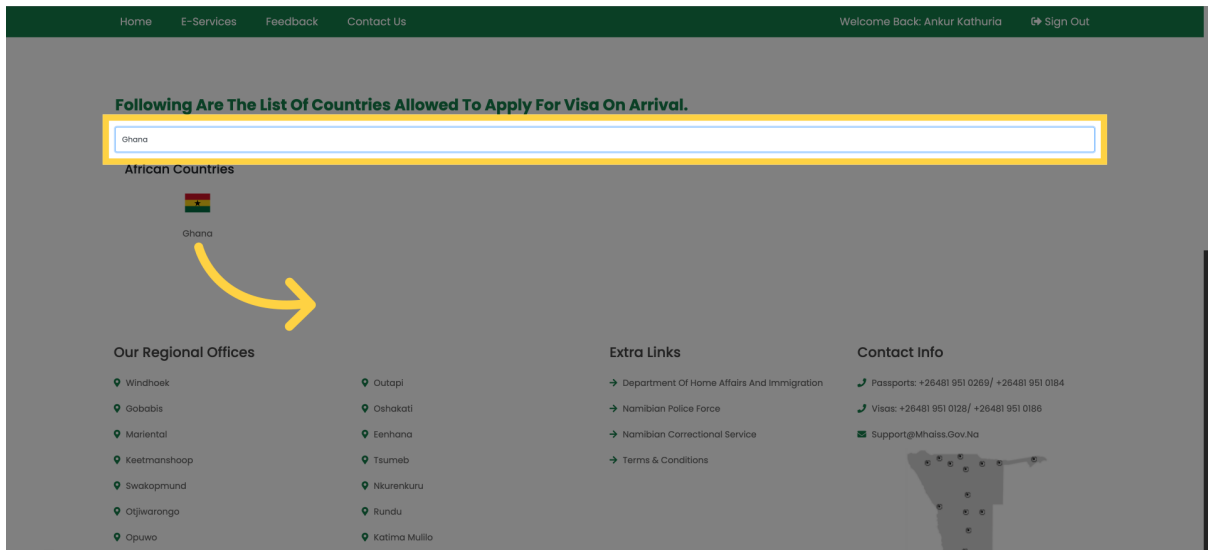 Home E-Services Feedback Contact Us Welcome Back: Ankur Kathuria Sign Out
Following Are The List Of Countries Allowed To Apply For Visa On Arrival.
Ghana
African Countries
Ghana
Our Regional Offices
Windhoek
Gobabis
Mariental
Keetmanshoop
Swakopmund
Otjiwarongo
Opuwo
Outapi
Oshakati
Eenhana
Tsumeb
Nkurenkuru
Rundu
Katima Mulilo
Extra Links
Department Of Home Affairs And Immigration
Namibian Police Force
Namibian Correctional Service
Terms & Conditions
Contact Info
Passports: +26481 951 0269/ +26481 951 0184
Visas: +26481 951 0128/ +26481 951 0186
Support@Mhaiss.Gov.Na